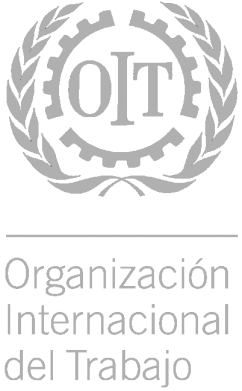 OIT
Organización
Internacional
del Trabajo